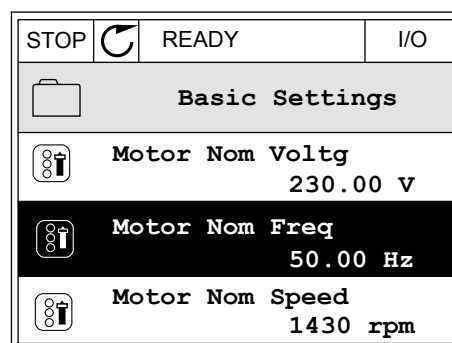 STOP READY I/O
Basic Settings
Motor Nom Voltg
230.00 V
Motor Nom Freq
50.00 Hz
Motor Nom Speed
1430 rpm